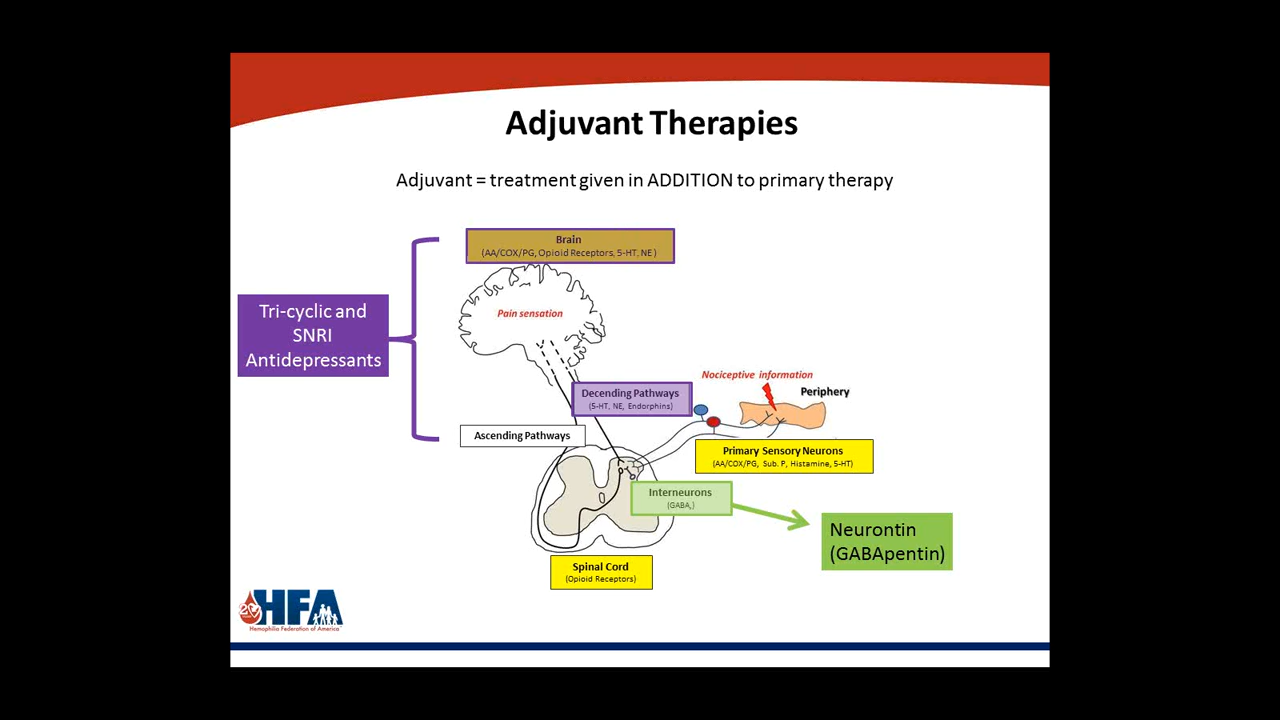 Adjuvant Therapies
Adjuvant = treatment given in ADDITION to primary therapy
Brain
(AA/COX/PG, Opioid Receptors, 5-HT, NE )
Tri-cyclic and
SNRI
Antidepressants
Pain sensation
Decending Pathways
(5-HT, NE, Endorphins)
Nociceptive information
Periphery
Ascending Pathways
Primary Sensory Neurons
(AA/COX/PG, Sub. P, Histamine, 5-HT)
Interneurons
(GABA,)
Neurontin
(GABApentin)
Spinal Cord
(Opioid Receptors)
HFA
Hemophilia Federation of America